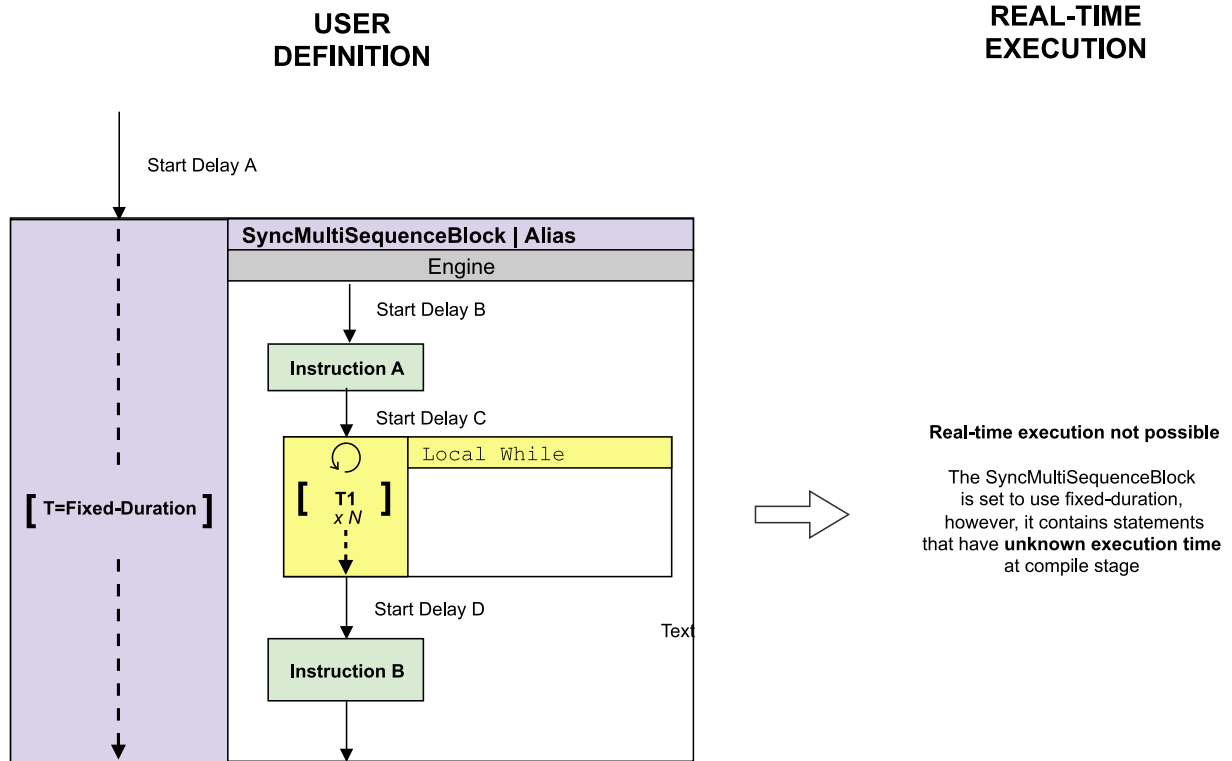 USER
DEFINITION
REAL-TIME
EXECUTION
Start Delay A
SyncMultiSequenceBlock | Alias
Engine
Start Delay B
Instruction A
Start Delay C
Local While
[ T1 ]
x N
[ T=Fixed-Duration ]
Start Delay D
Text
Instruction B
Real-time execution not possible
The SyncMultiSequenceBlock
is set to use fixed-duration,
however, it contains statements
that have unknown execution time
at compile stage